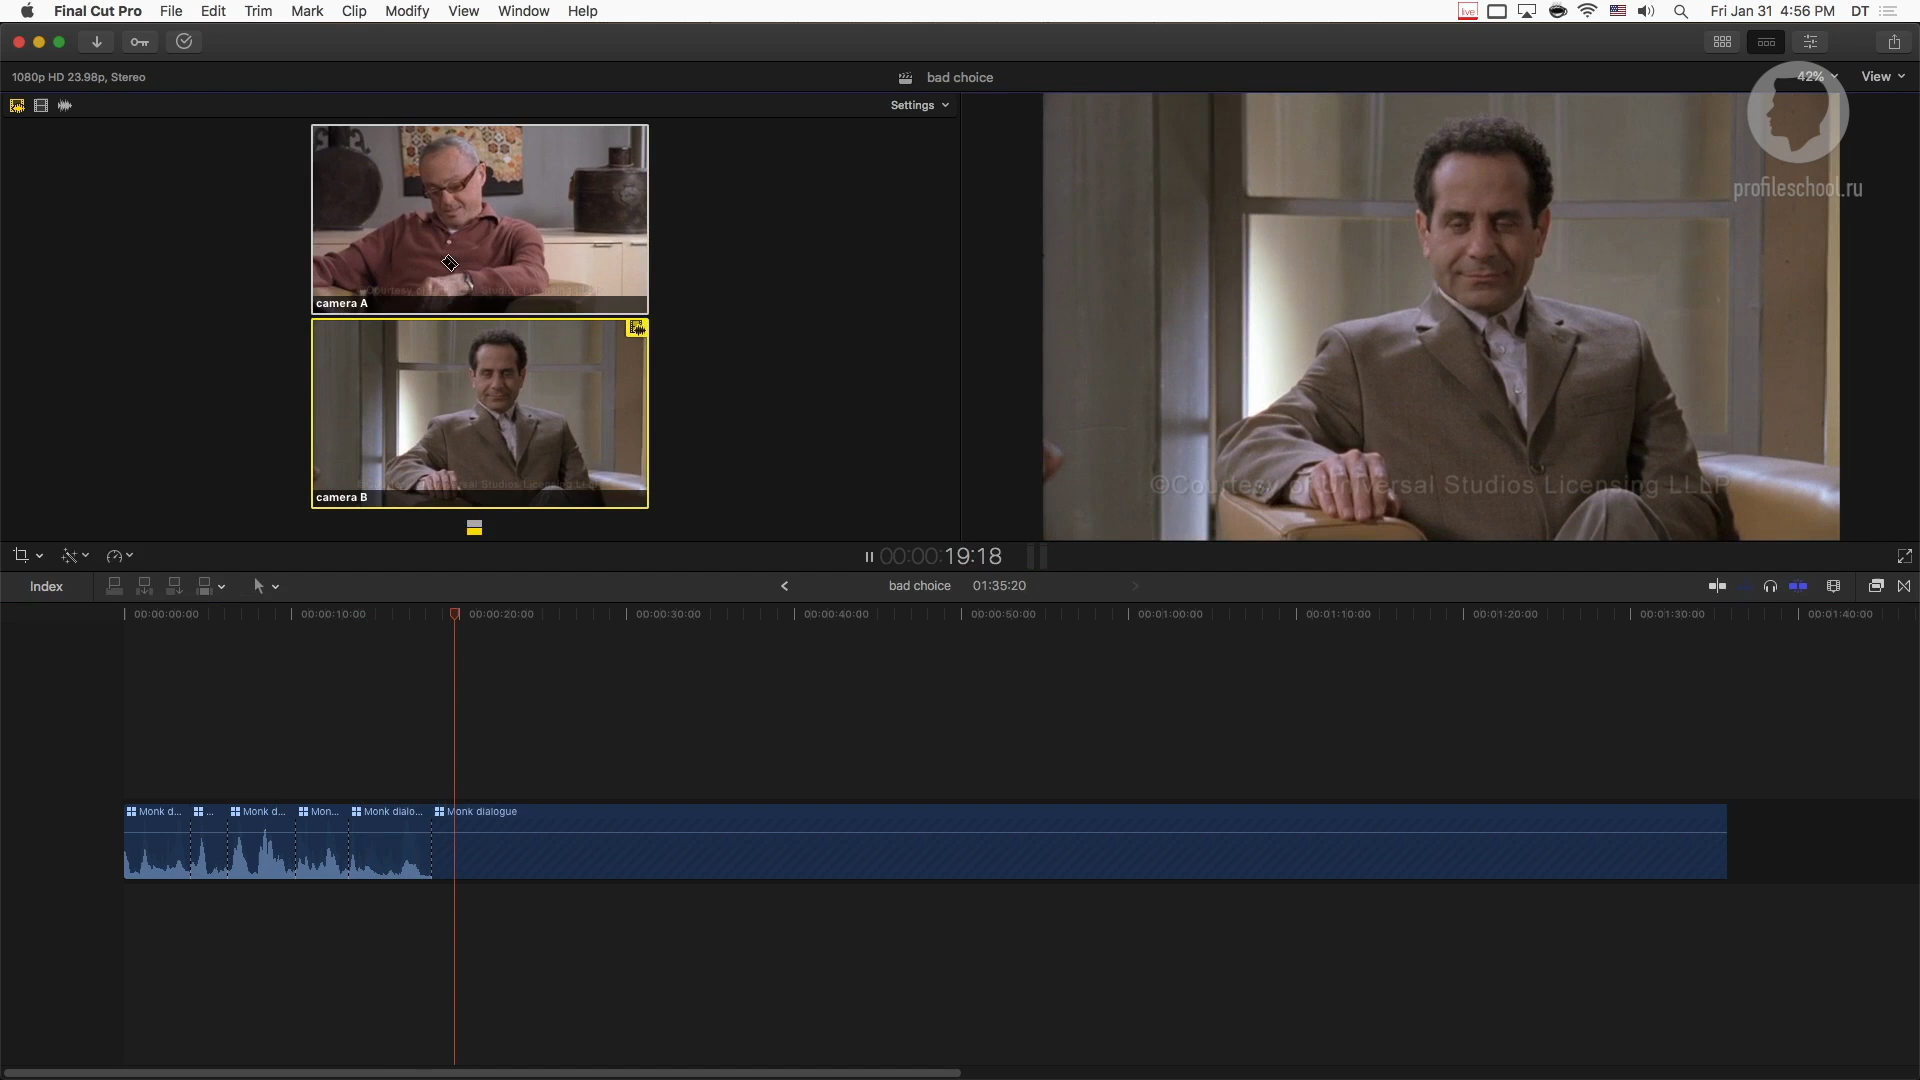 Final Cut Pro File Edit Trim Mark Clip Modify View Window Help
live Fri Jan 31 4:56 PM DT
1080p HD 23.98p, Stereo
bad choice
42% View
Settings
profileschool.ru
camera A
camera B
©Courtesy of Universal Studios Licensing LLLP
00:00:00:19:18
Index
bad choice 01:35:20
00:00:00:00 00:00:10:00 00:00:20:00 00:00:30:00 00:00:40:00 00:00:50:00 00:01:00:00 00:01:10:00 00:01:20:00 00:01:30:00 00:01:40:00
Monk d... ... Monk d... Mon... Monk dialo... Monk dialogue